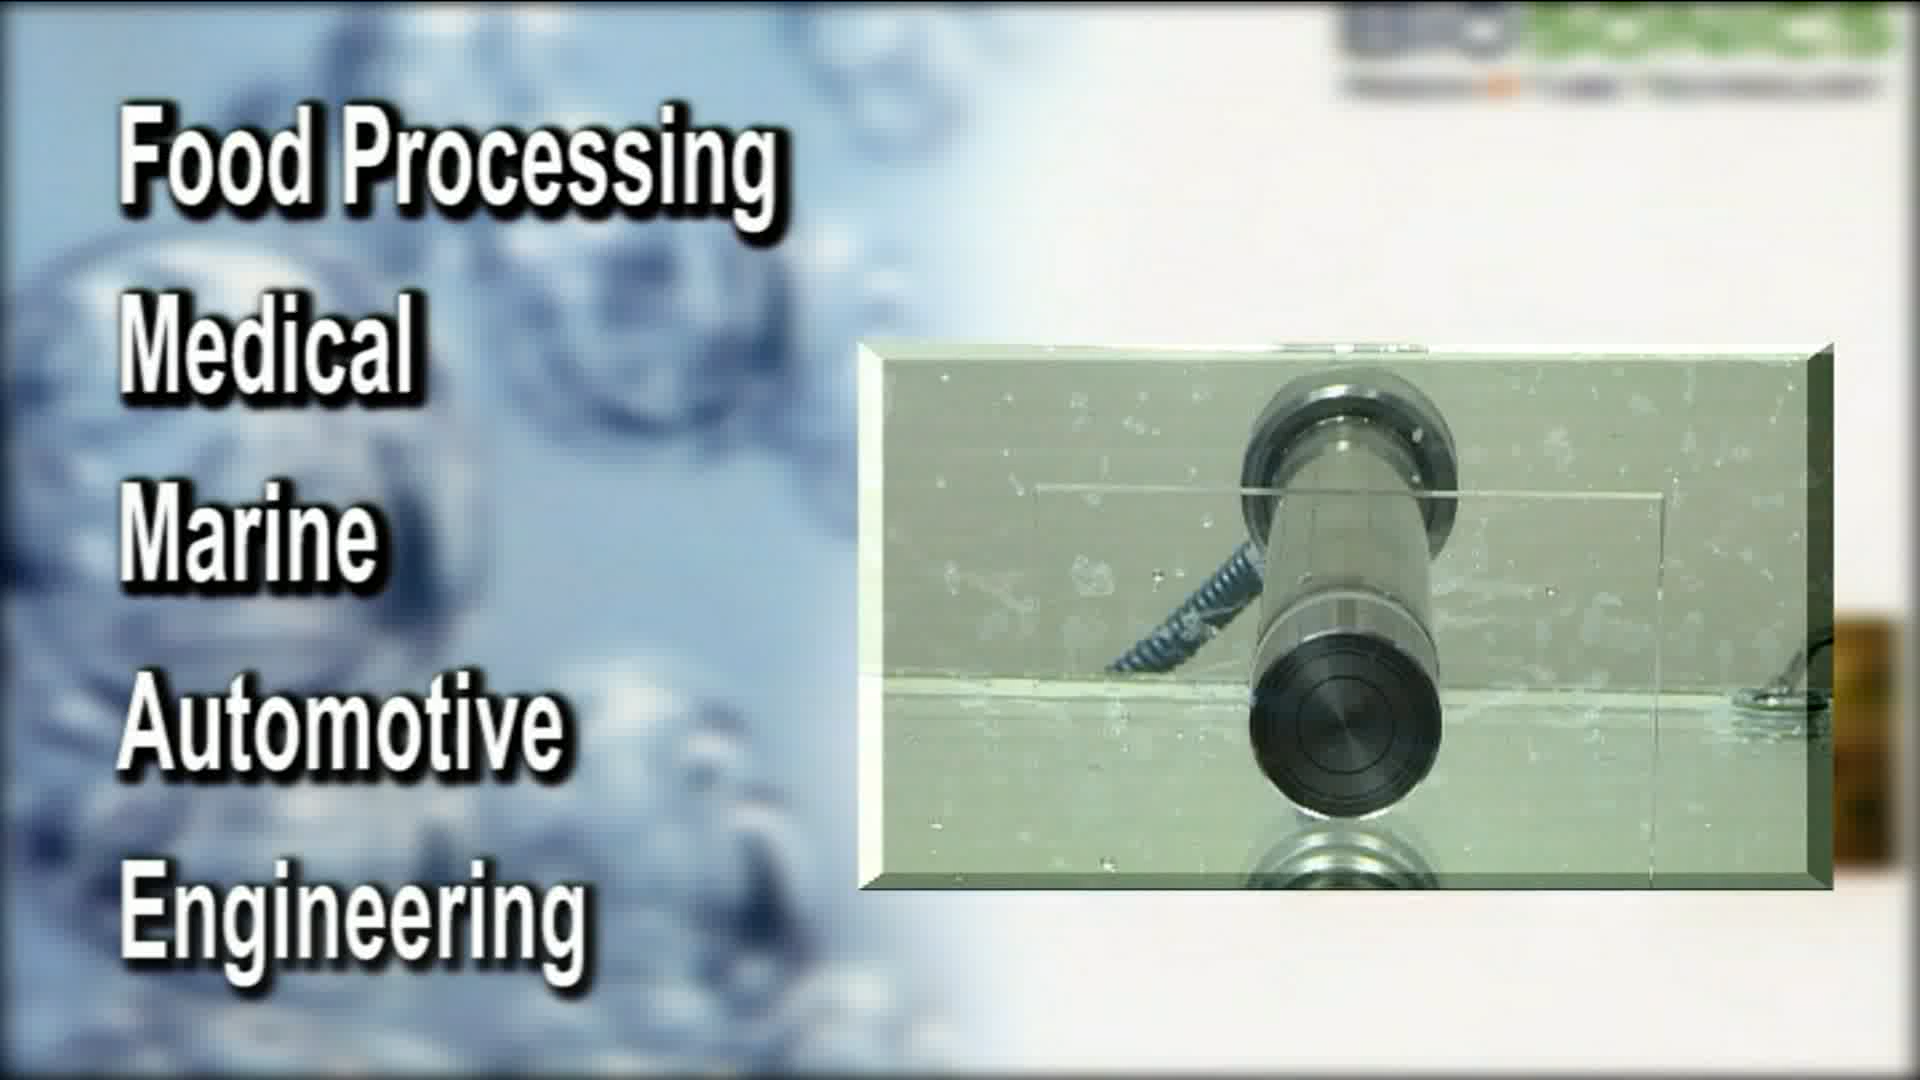 Food Processing
Medical
Marine
Automotive
Engineering